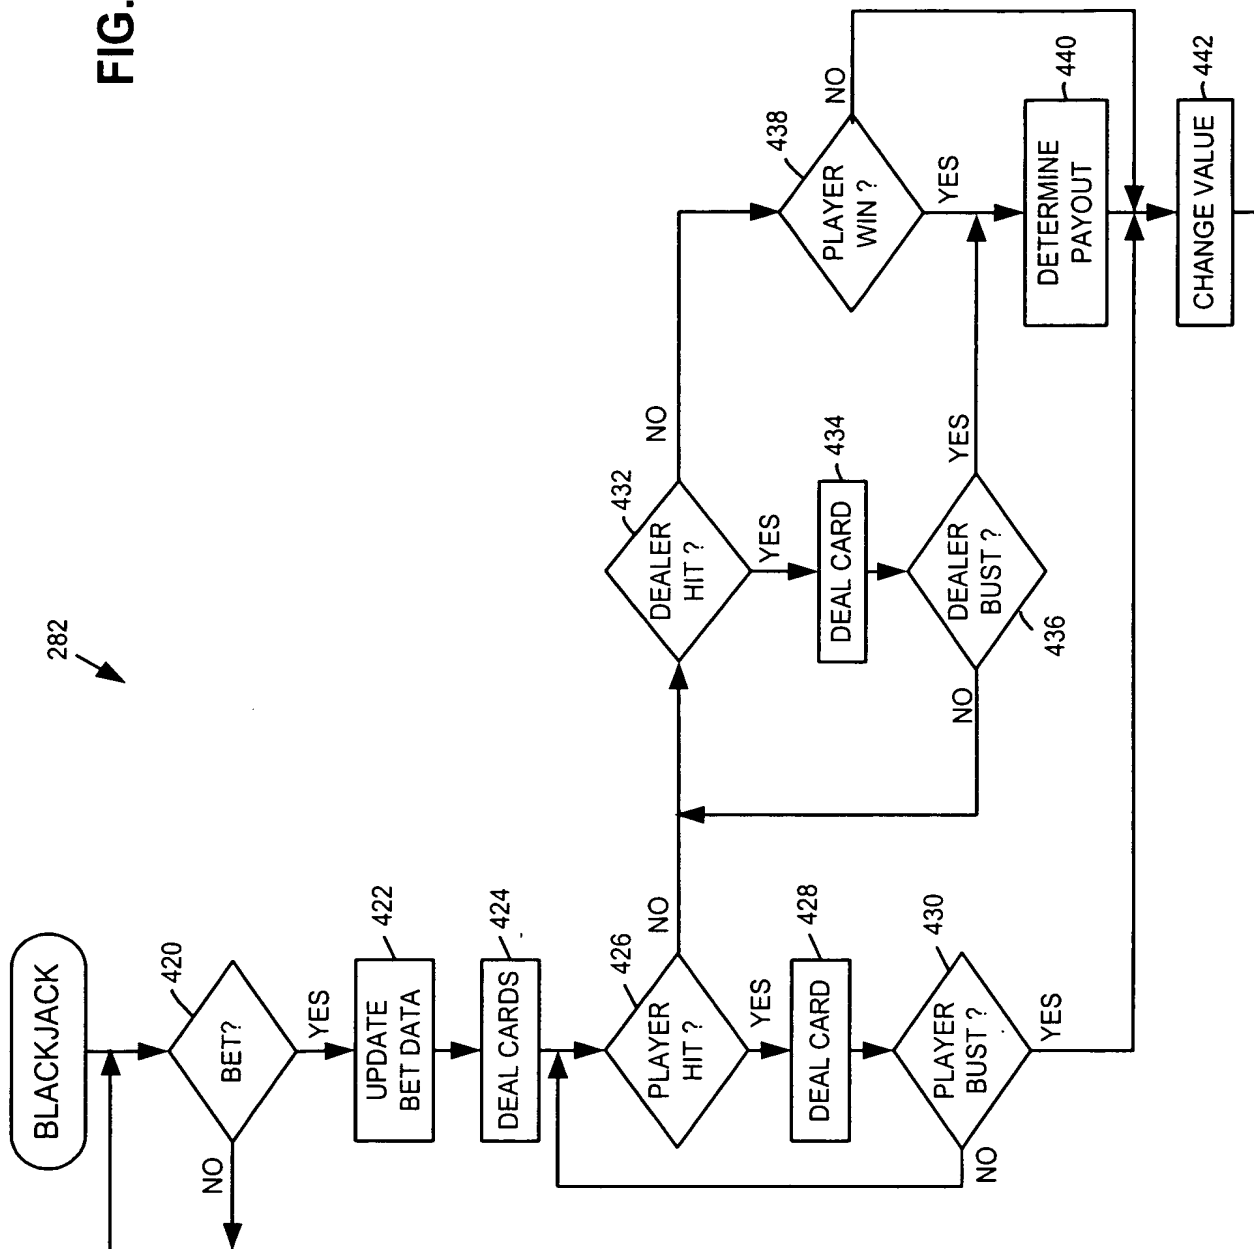 FIG.
282
BLACKJACK
420
BET?
NO
YES
422
UPDATE
BET DATA
424
DEAL CARDS
426
PLAYER
HIT ?
NO
YES
428
DEAL CARD
430
PLAYER
BUST ?
NO
YES
432
DEALER
HIT ?
NO
YES
434
DEAL CARD
436
DEALER
BUST ?
NO
YES
438
PLAYER
WIN ?
NO
YES
440
DETERMINE
PAYOUT
442
CHANGE VALUE